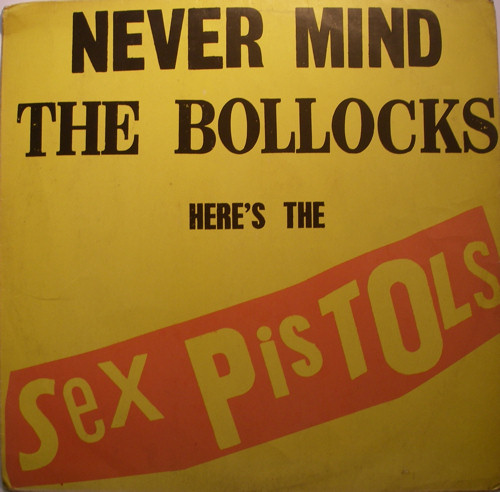 NEVER MIND
THE BOLLOCKS
HERE'S THE
Sex PisTOLs